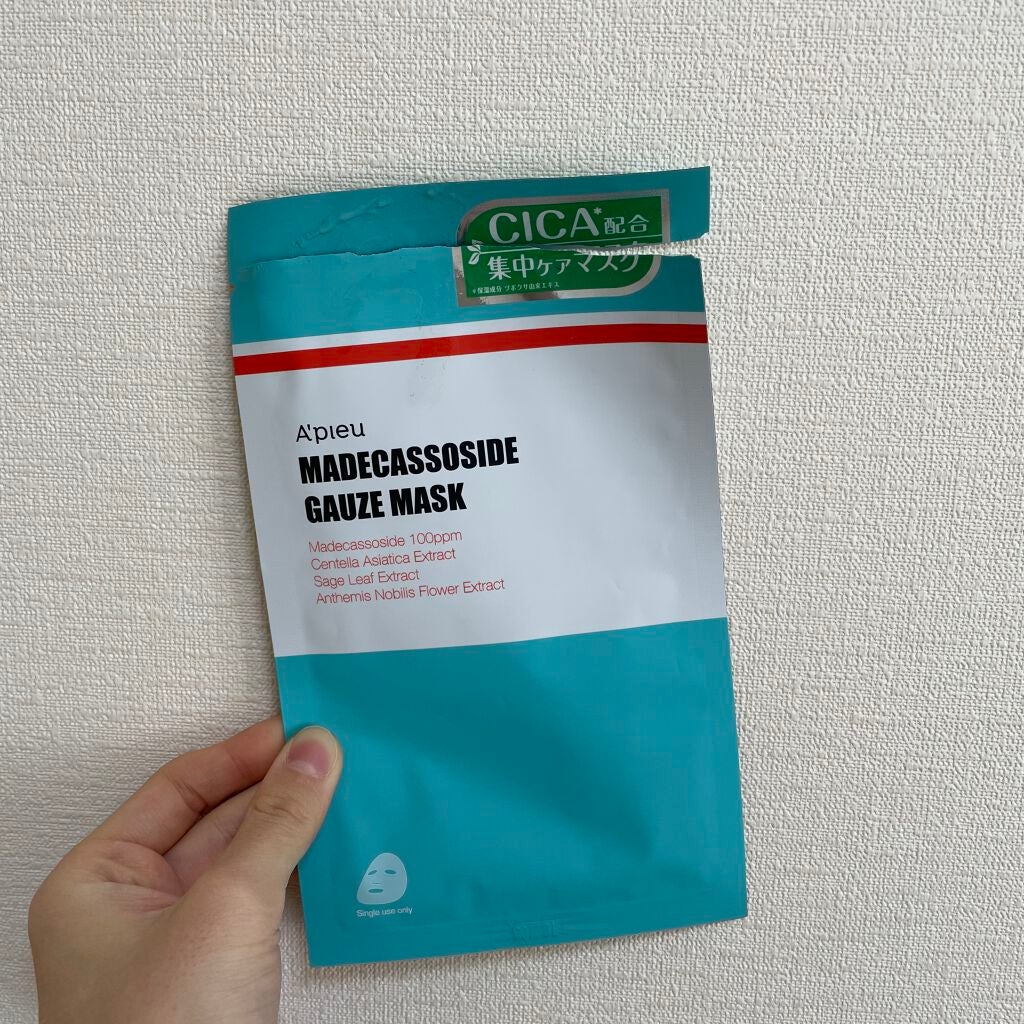 CICA*配合
集中ケアマスク
*保湿成分 ツボクサ由来エキス
A'pieu
MADECASSOSIDE
GAUZE MASK
Madecassoside 100ppm
Centella Asiatica Extract
Sage Leaf Extract
Anthemis Nobilis Flower Extract
Single use only